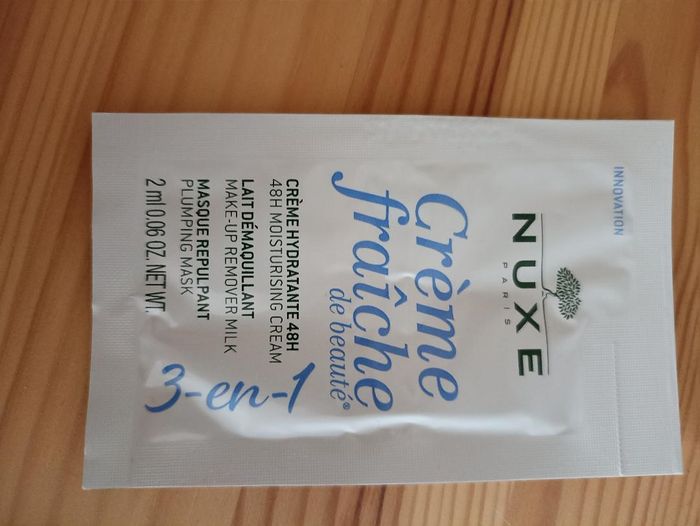 INNOVATION
NUXE
PARIS
Crème
fraîche
de beauté®
3-en-1
CRÈME HYDRATANTE 48H
48H MOISTURISING CREAM
LAIT DÉMAQUILLANT
MAKE-UP REMOVER MILK
MASQUE REPULPANT
PLUMPING MASK
2 ml 0.06 OZ. NET WT.